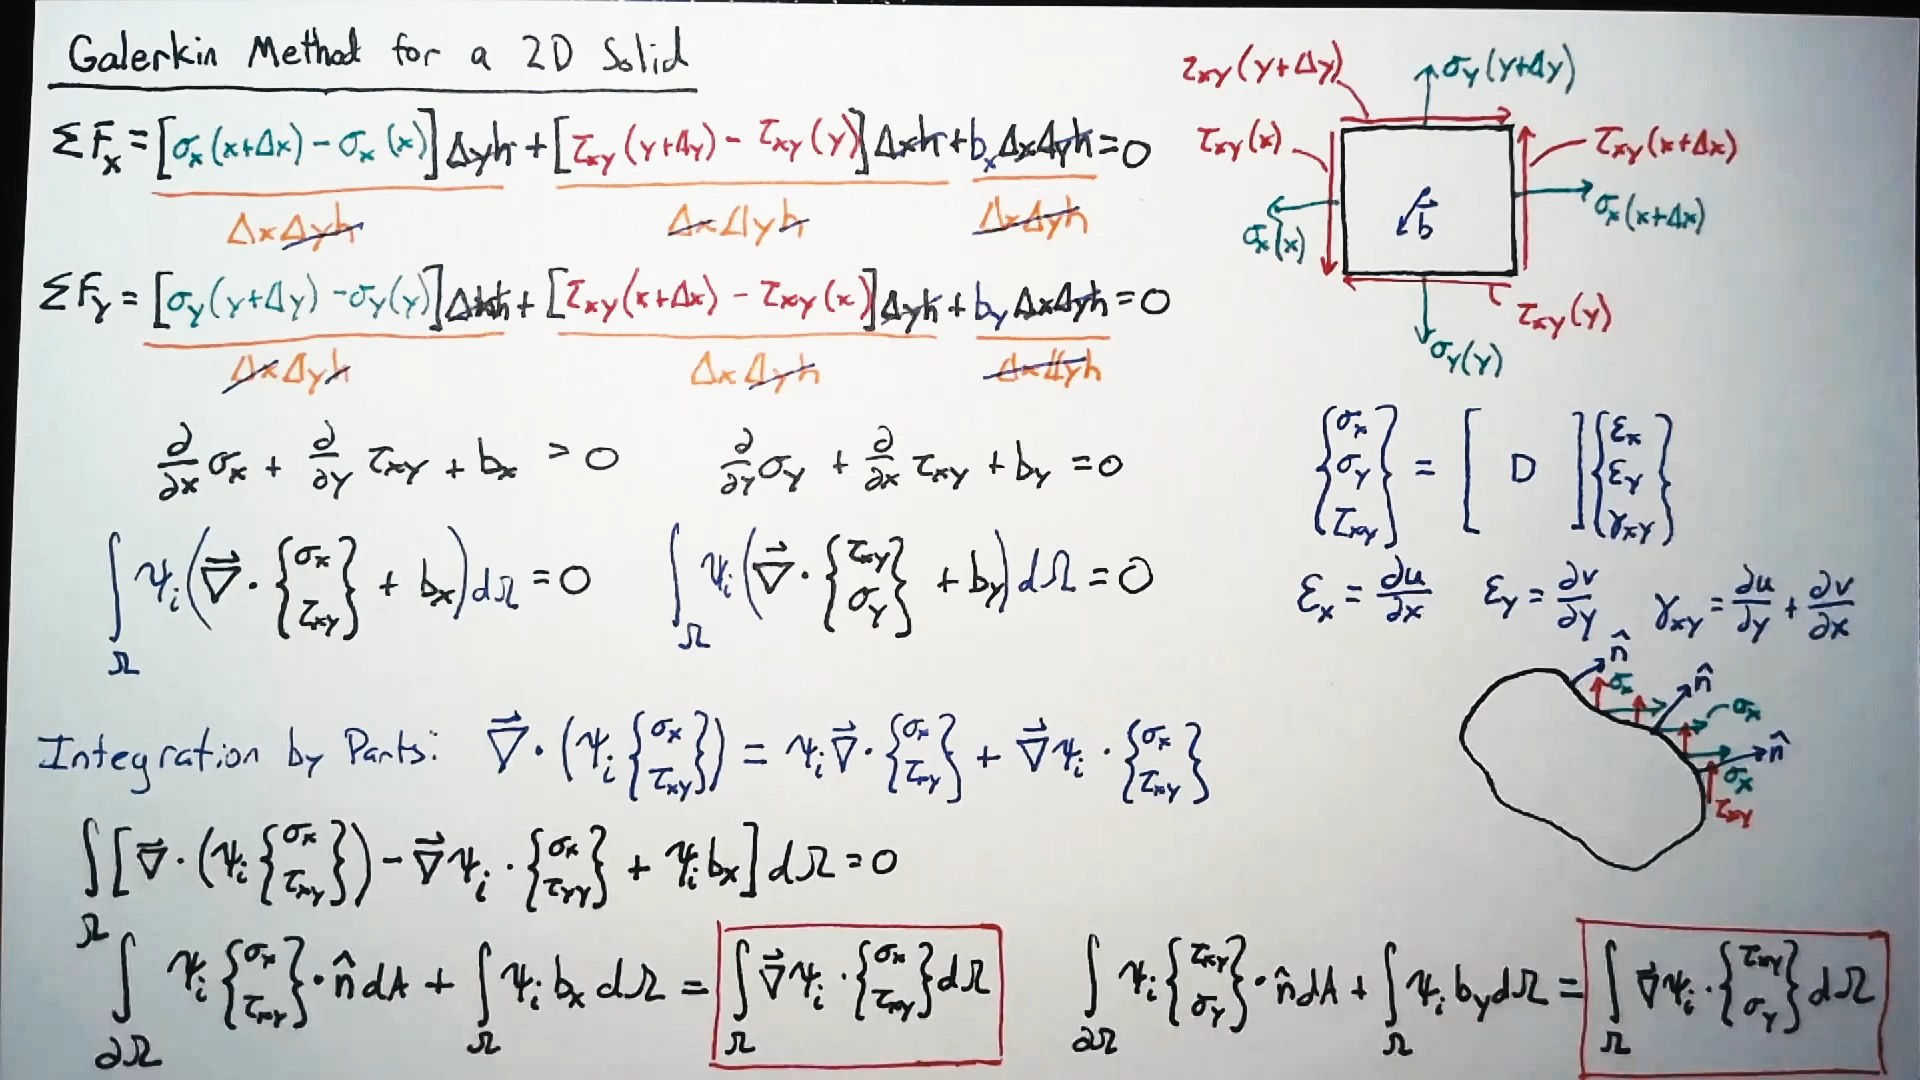 Galerkin Method for a 2D Solid
ΣFₓ = [σₓ(x+Δx) - σₓ(x)]Δyh + [τxy(y+Δy) - τxy(y)]Δxh + bₓΔxΔyh = 0
ΔxΔyh ΔxΔyh ΔxΔyh
ΣFy = [σy(y+Δy) - σy(y)]Δxh + [τxy(x+Δx) - τxy(x)]Δyh + byΔxΔyh = 0
ΔxΔyh ΔxΔyh ΔxΔyh
∂/∂x σₓ + ∂/∂y τxy + bₓ = 0
∂/∂y σy + ∂/∂x τxy + by = 0
∫Ω ψi(∇⃗ · {σₓ τxy} + bₓ)dΩ = 0
∫Ω ψi(∇⃗ · {τxy σy} + by)dΩ = 0
Integration by Parts: ∇⃗ · (ψi{σₓ τxy}) = ψi∇⃗ · {σₓ τxy} + ∇⃗ψi · {σₓ τxy}
∫Ω [∇⃗ · (ψi{σₓ τxy}) - ∇⃗ψi · {σₓ τyy} + ψibₓ]dΩ = 0
∫∂Ω ψi{σₓ τxy} · n̂dA + ∫Ω ψibₓdΩ = ∫Ω ∇⃗ψi · {σₓ τxy}dΩ
∫∂Ω ψi{τxy σy} · n̂dA + ∫Ω ψibydΩ = ∫Ω ∇⃗ψi · {τxy σy}dΩ
τxy(y+Δy)
σy(y+Δy)
τxy(x)
τxy(x+Δx)
σₓ(x)
b⃗
σₓ(x+Δx)
τxy(y)
σy(y)
{σₓ σy τxy} = [D]{εₓ εy γxy}
εₓ = ∂u/∂x εy = ∂v/∂y γxy = ∂u/∂y + ∂v/∂x
n̂
σₓ
n̂
σₓ
n̂
σₓ
τxy